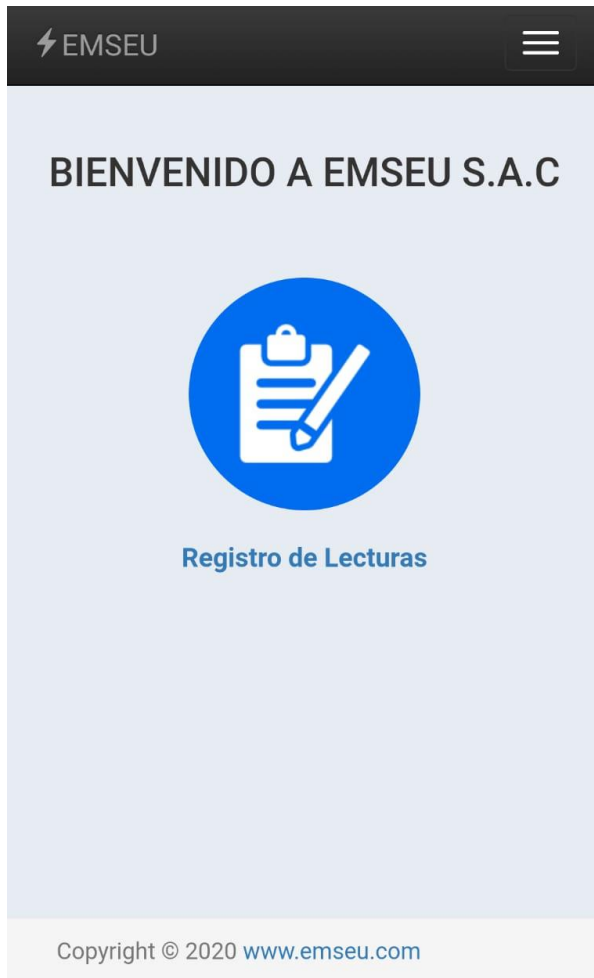 EMSEU
BIENVENIDO A EMSEU S.A.C
Registro de Lecturas
Copyright © 2020 www.emseu.com